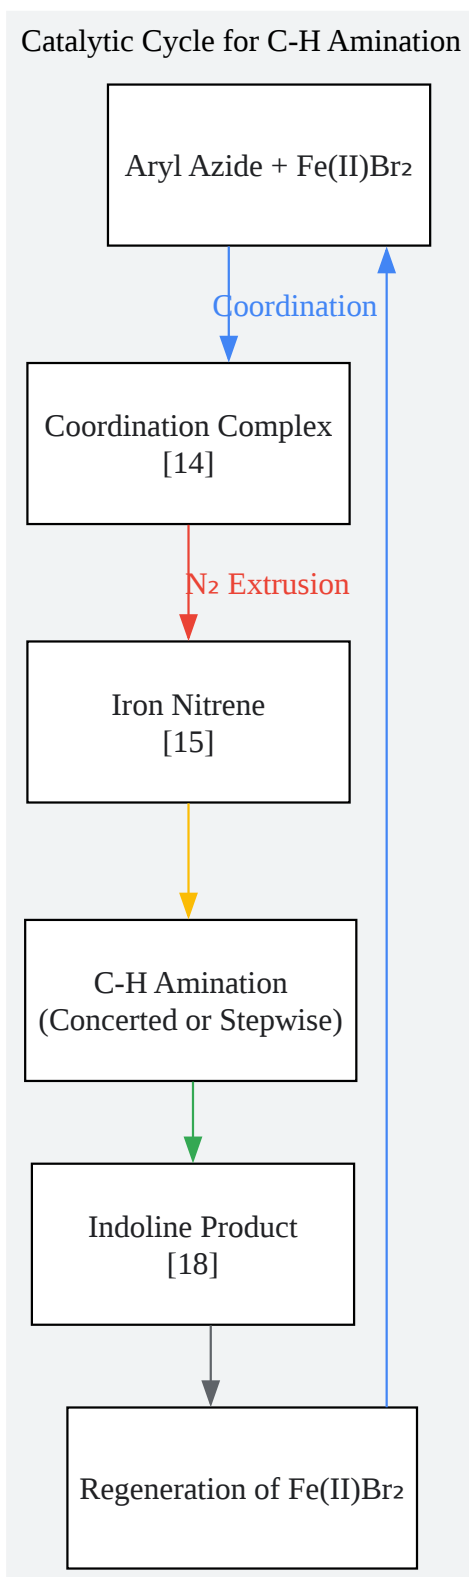 Catalytic Cycle for C-H Amination
Aryl Azide + Fe(II)Br₂
Coordination
Coordination Complex
[14]
N₂ Extrusion
Iron Nitrene
[15]
C-H Amination
(Concerted or Stepwise)
Indoline Product
[18]
Regeneration of Fe(II)Br₂